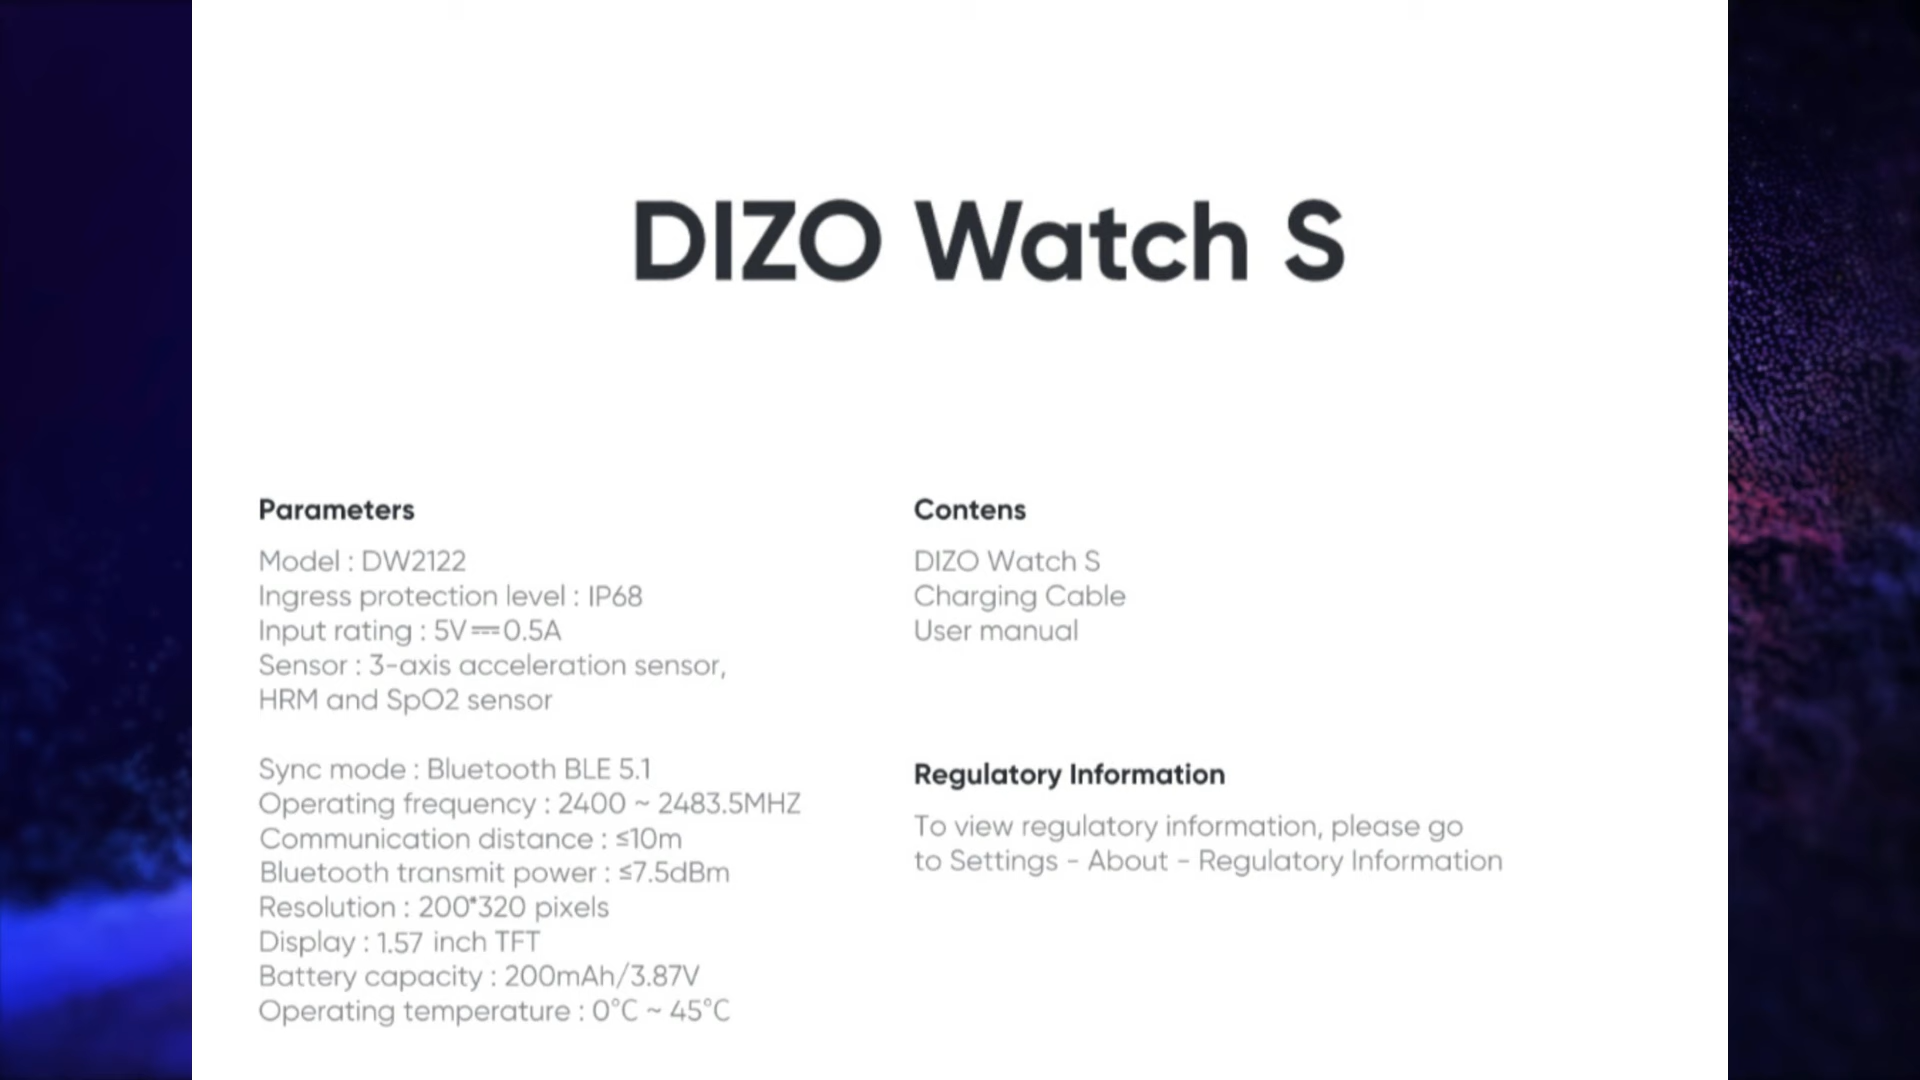 DIZO Watch S
Parameters
Model : DW2122
Ingress protection level : IP68
Input rating : 5V⎓0.5A
Sensor : 3-axis acceleration sensor,
HRM and SpO2 sensor
Sync mode : Bluetooth BLE 5.1
Operating frequency : 2400 ~ 2483.5MHZ
Communication distance : ≤10m
Bluetooth transmit power : ≤7.5dBm
Resolution : 200*320 pixels
Display : 1.57 inch TFT
Battery capacity : 200mAh/3.87V
Operating temperature : 0°C ~ 45°C
Contens
DIZO Watch S
Charging Cable
User manual
Regulatory Information
To view regulatory information, please go
to Settings - About - Regulatory Information